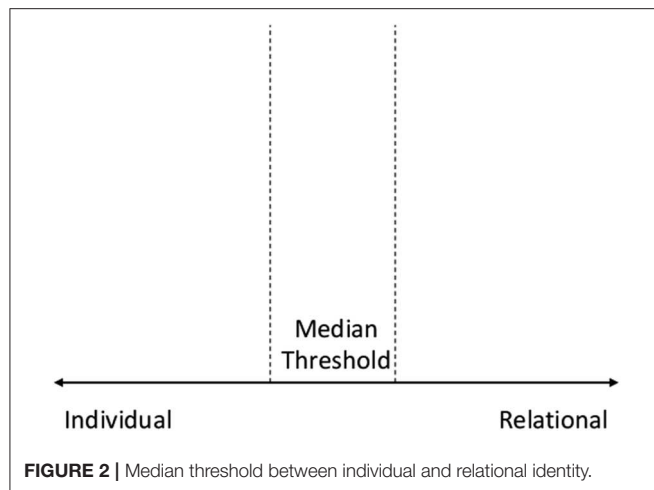 Median
Threshold
Individual
Relational
FIGURE 2 | Median threshold between individual and relational identity.